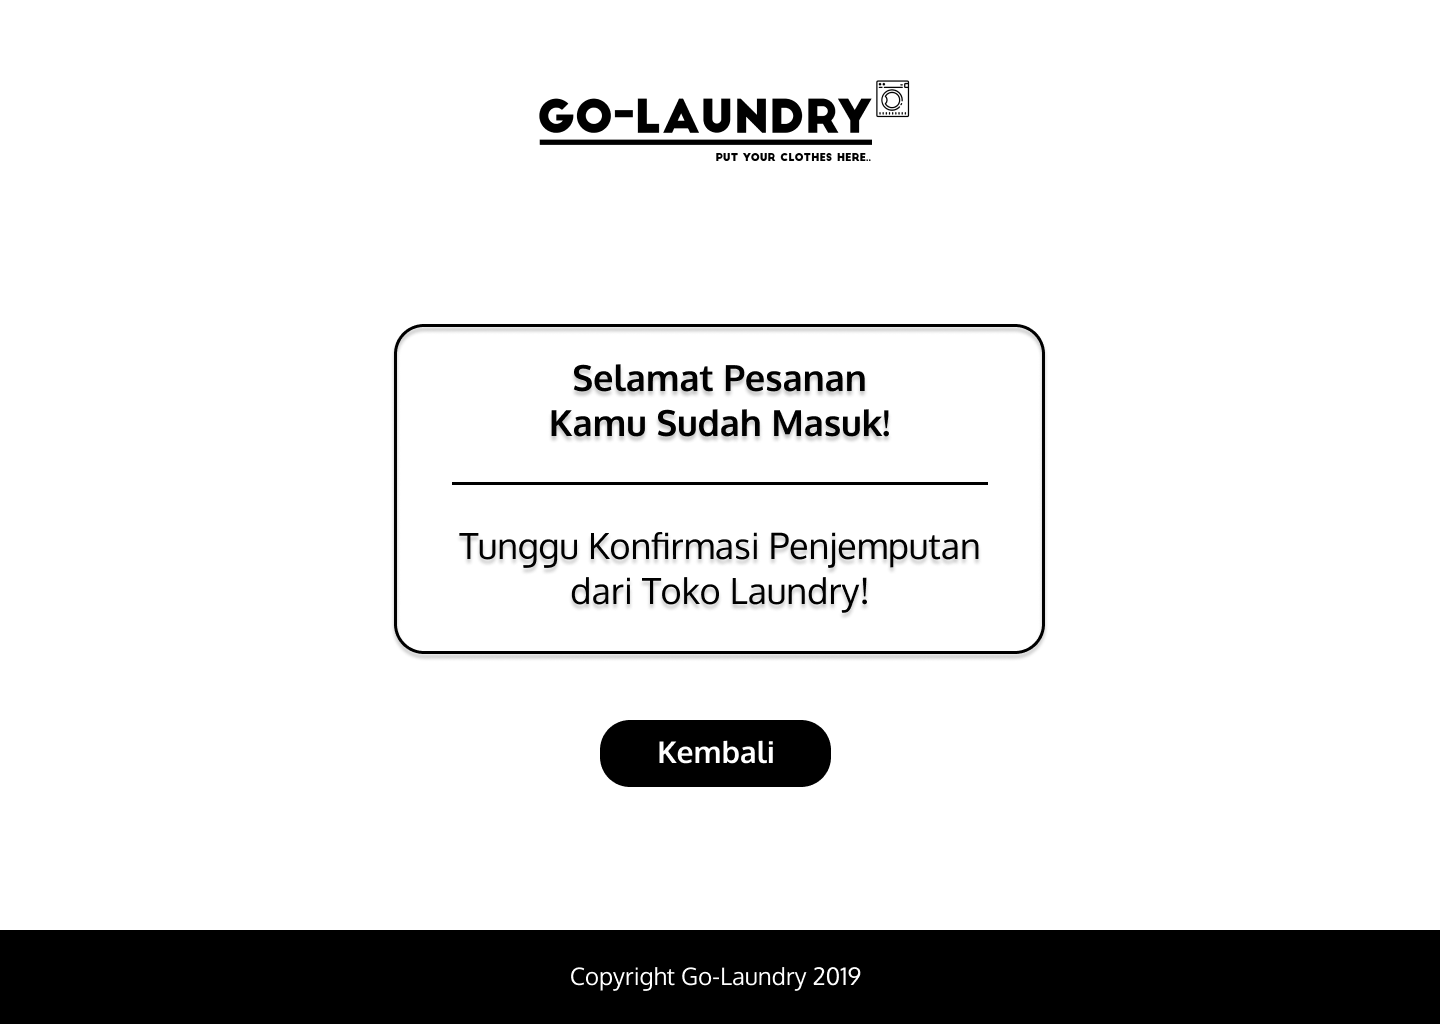 GO-LAUNDRY
PUT YOUR CLOTHES HERE..
Selamat Pesanan
Kamu Sudah Masuk!
Tunggu Konfirmasi Penjemputan
dari Toko Laundry!
Kembali
Copyright Go-Laundry 2019